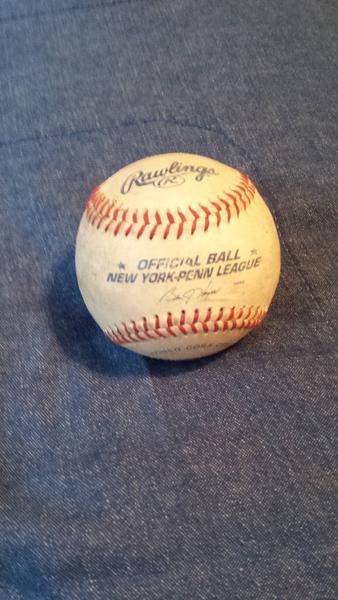 Rawlings
R
OFFICIAL BALL
NEW YORK-PENN LEAGUE